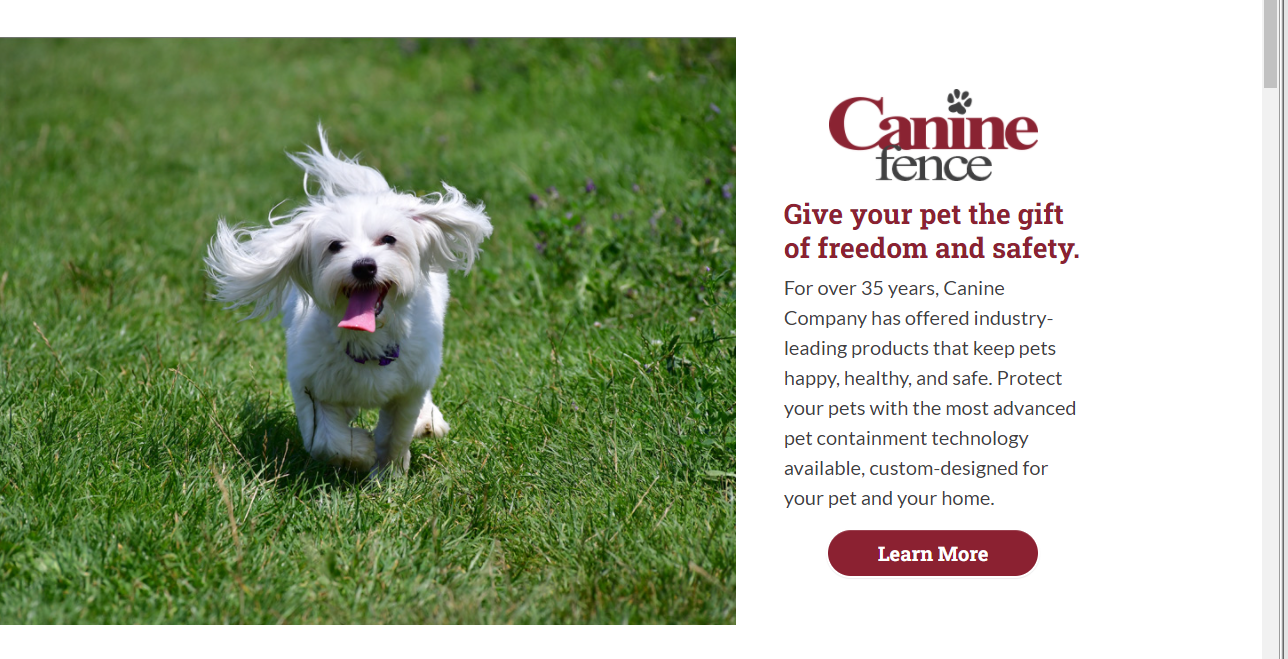 Canine
fence
Give your pet the gift
of freedom and safety.
For over 35 years, Canine
Company has offered industry-
leading products that keep pets
happy, healthy, and safe. Protect
your pets with the most advanced
pet containment technology
available, custom-designed for
your pet and your home.
Learn More